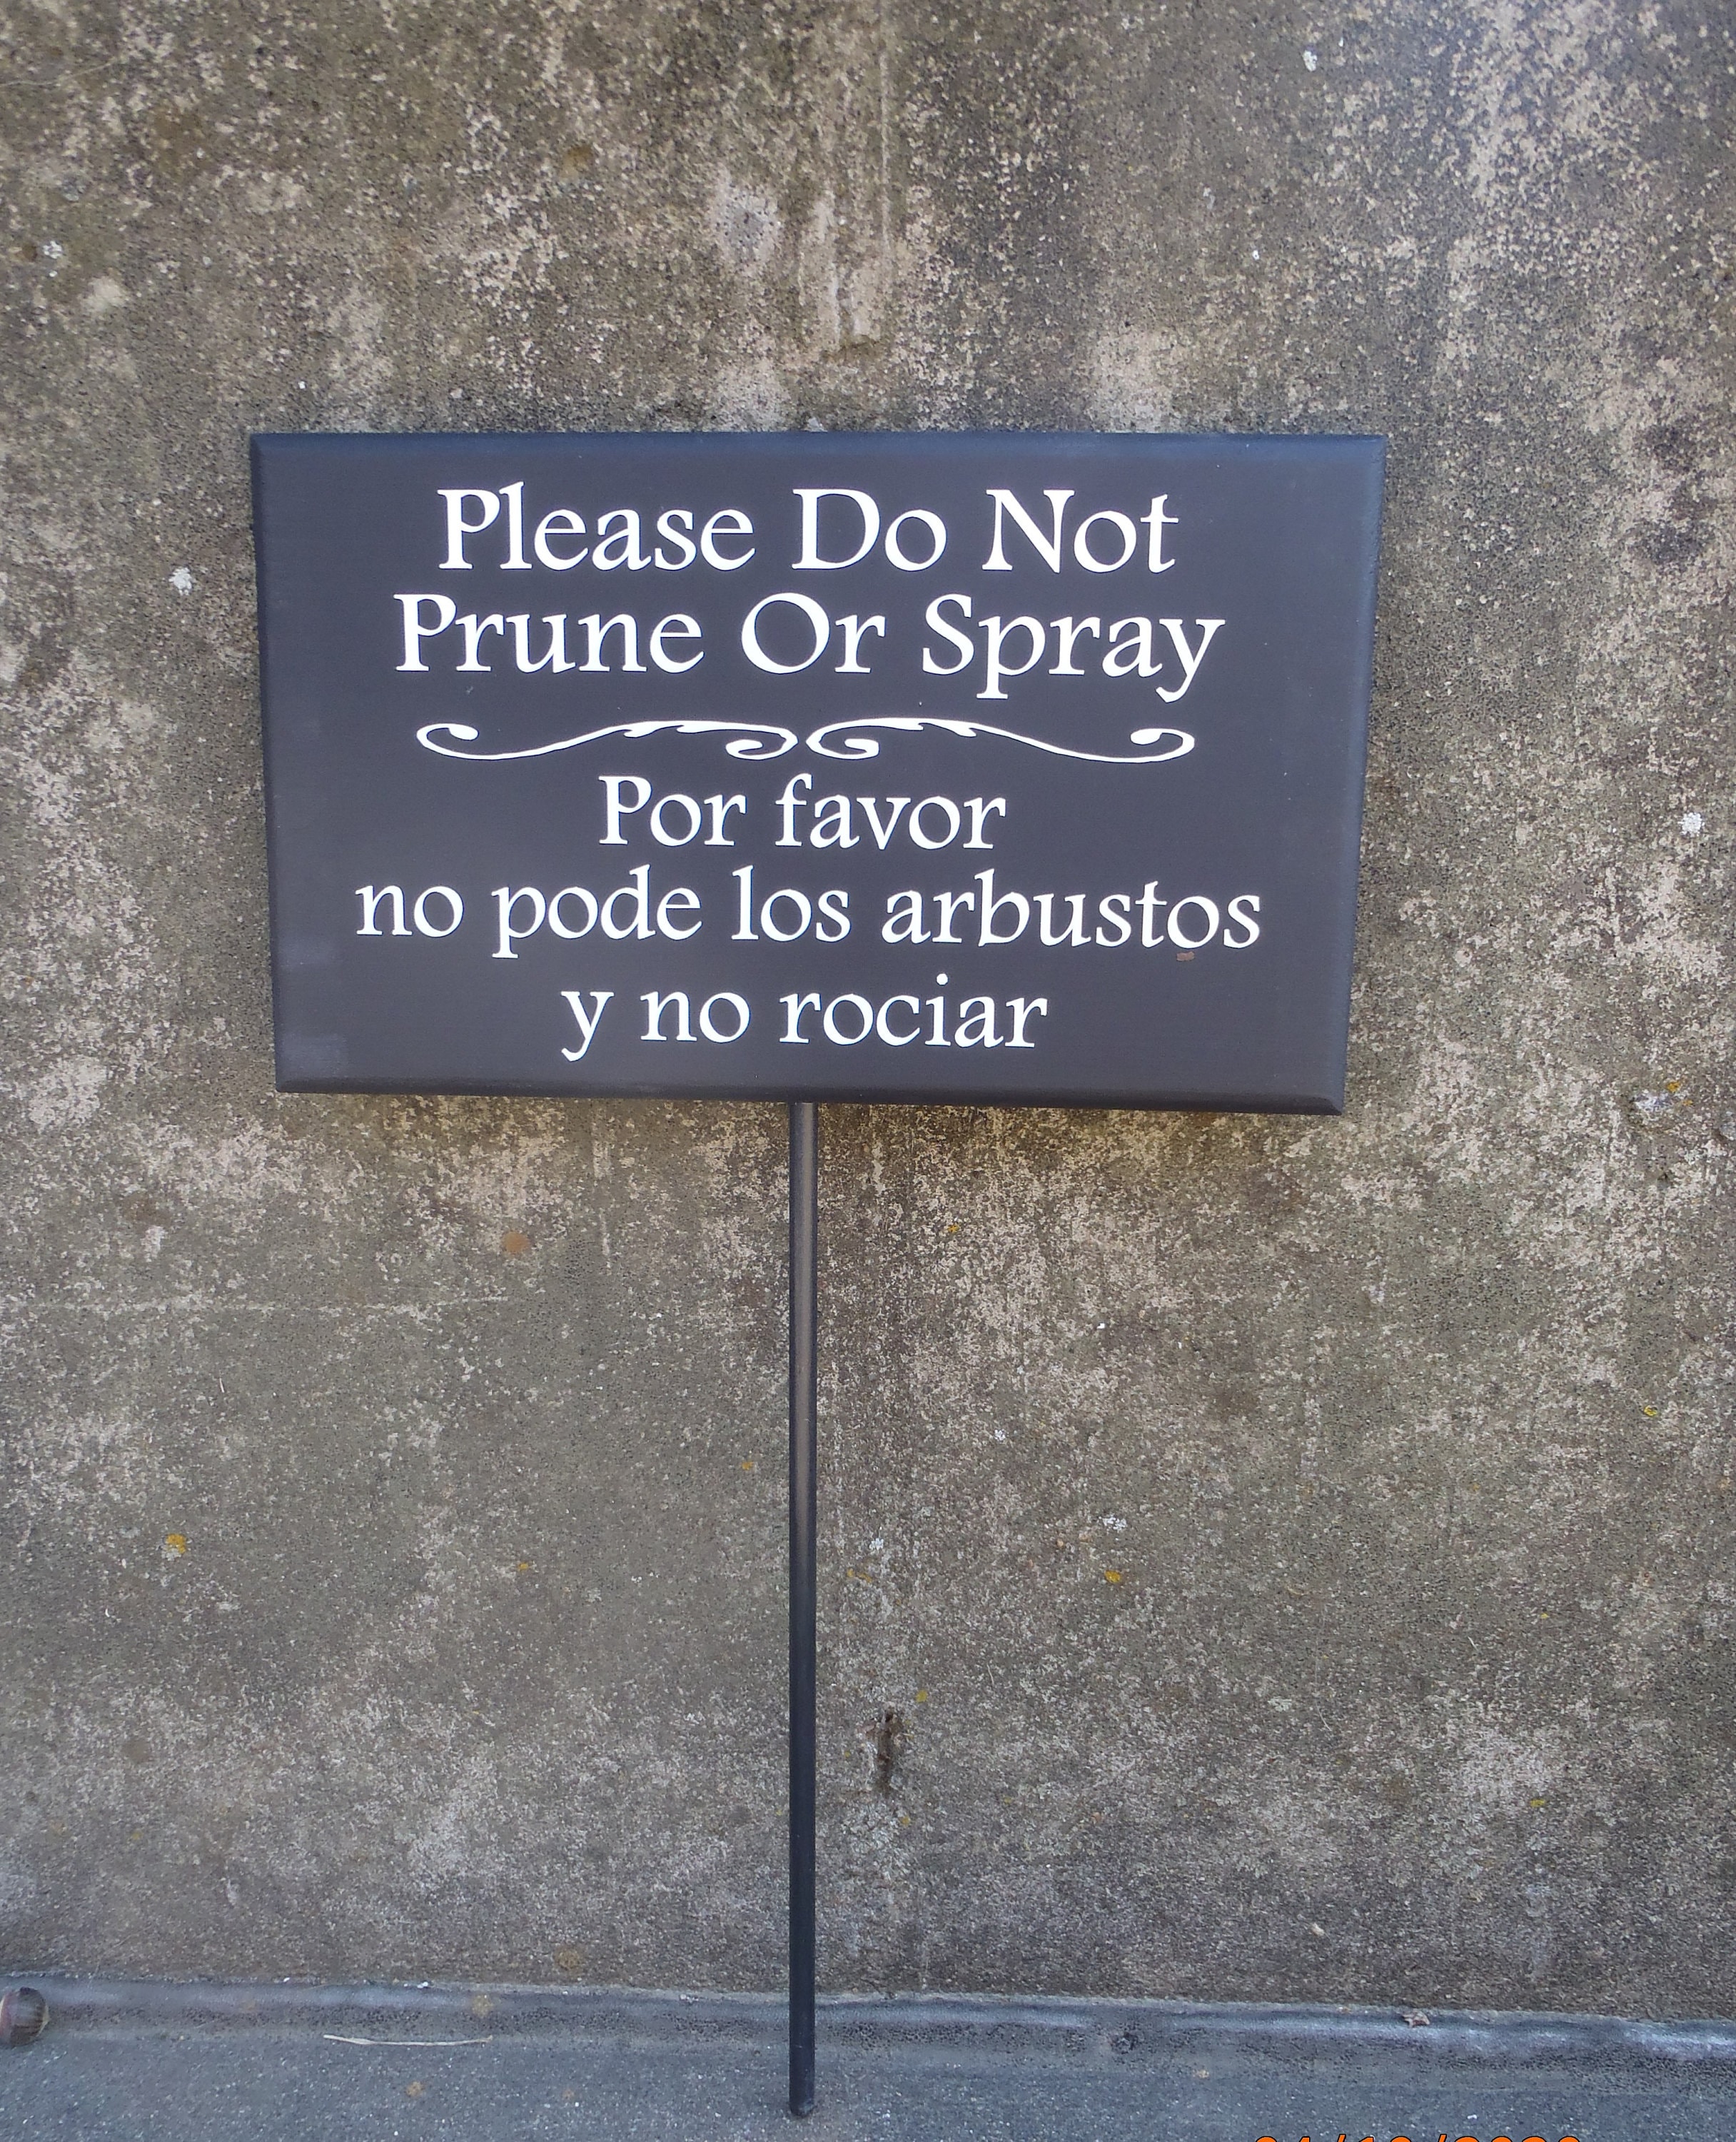 Please Do Not
Prune Or Spray
Por favor
no pode los arbustos
y no rociar